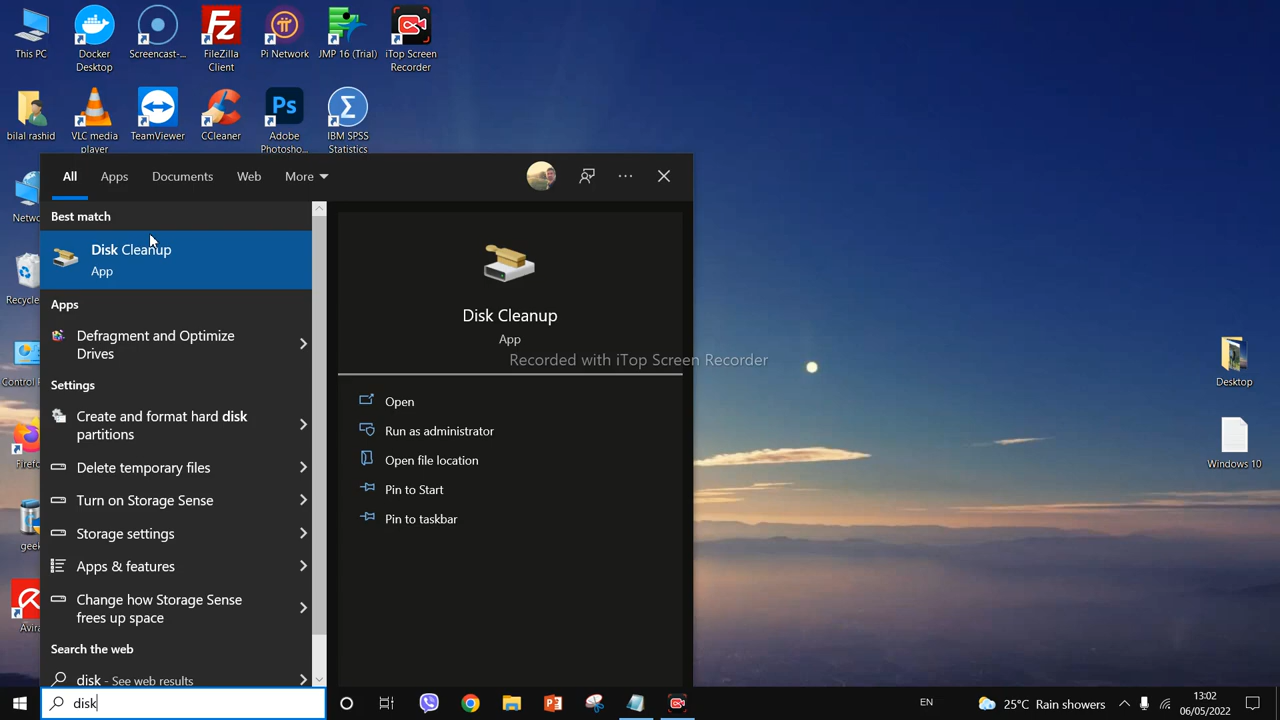 This PC
Docker
Desktop
Screencast-...
FileZilla
Client
Pi Network
JMP 16 (Trial)
iTop Screen
Recorder
bilal rashid
VLC media
player
TeamViewer
CCleaner
Ps
Adobe
Photosho...
IBM SPSS
Statistics
All
Apps
Documents
Web
More
Best match
Disk Cleanup
App
Apps
Defragment and Optimize
Drives
Settings
Create and format hard disk
partitions
Delete temporary files
Turn on Storage Sense
Storage settings
Apps & features
Change how Storage Sense
frees up space
Search the web
disk - See web results
Disk Cleanup
App
Recorded with iTop Screen Recorder
Open
Run as administrator
Open file location
Pin to Start
Pin to taskbar
Netwo
Recycle
Control P
Firefo
geek
Avira
Desktop
Windows 10
disk
EN
25°C Rain showers
13:02
06/05/2022